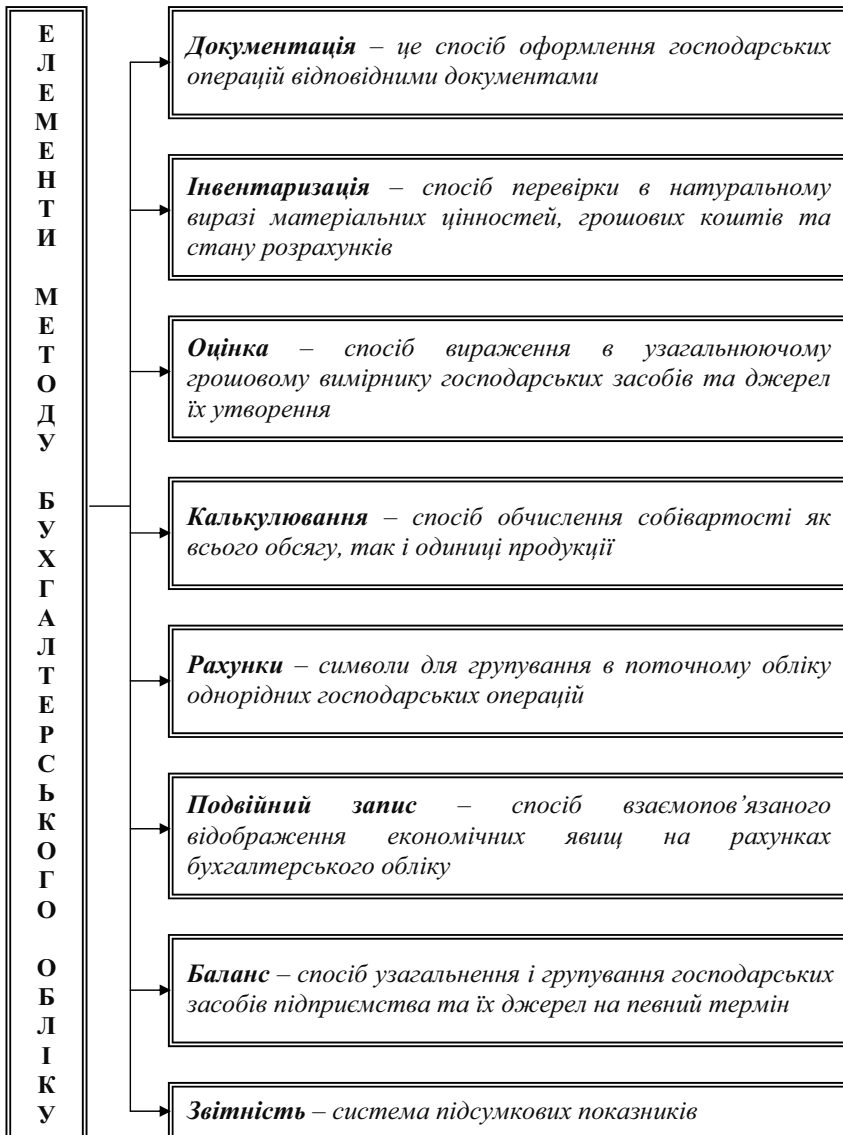 ЕЛЕМЕНТИ МЕТОДУ БУХГАЛТЕРСЬКОГО ОБЛІКУ
Документація – це спосіб оформлення господарських
операцій відповідними документами
Інвентаризація – спосіб перевірки в натуральному
виразі матеріальних цінностей, грошових коштів та
стану розрахунків
Оцінка – спосіб вираження в узагальнюючому
грошовому вимірнику господарських засобів та джерел
їх утворення
Калькулювання – спосіб обчислення собівартості як
всього обсягу, так і одиниці продукції
Рахунки – символи для групування в поточному обліку
однорідних господарських операцій
Подвійний запис – спосіб взаємопов’язаного
відображення економічних явищ на рахунках
бухгалтерського обліку
Баланс – спосіб узагальнення і групування господарських
засобів підприємства та їх джерел на певний термін
Звітність – система підсумкових показників